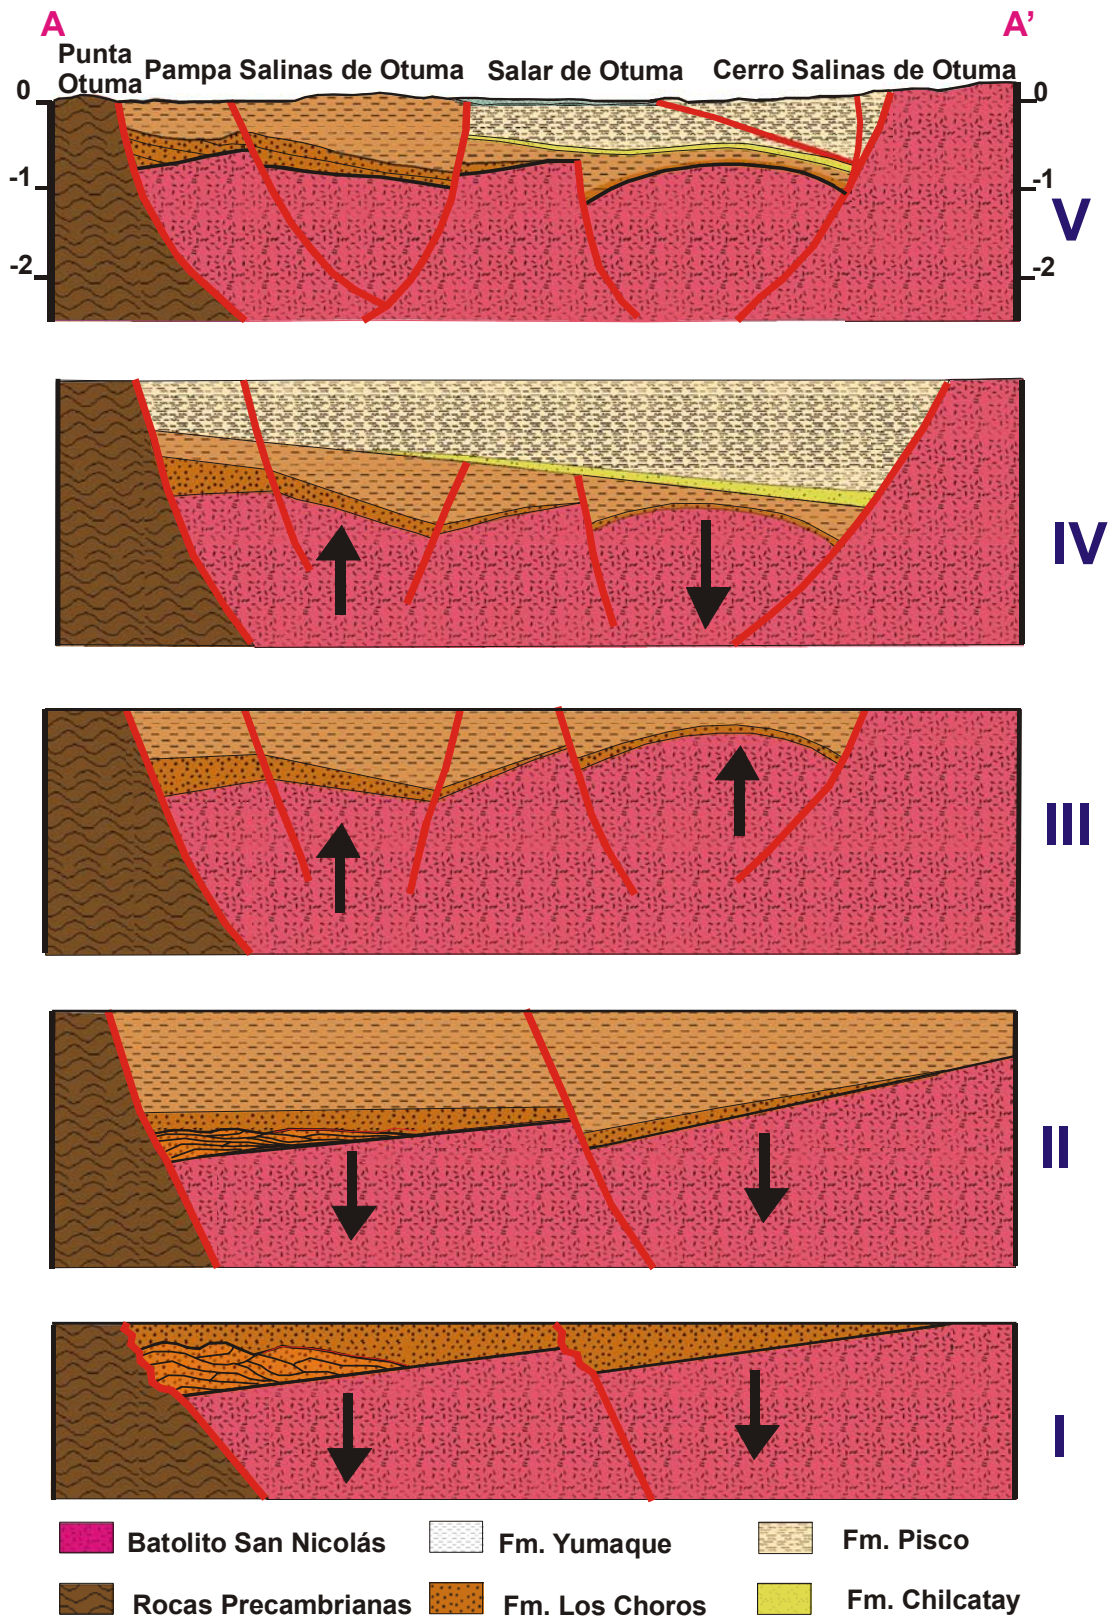 A A’
Punta
Otuma
Pampa Salinas de Otuma Salar de Otuma Cerro Salinas de Otuma
0 0
-1 -1
V
-2 -2
IV
III
II
I
Batolito San Nicolás Fm. Yumaque Fm. Pisco
Rocas Precambrianas Fm. Los Choros Fm. Chilcatay